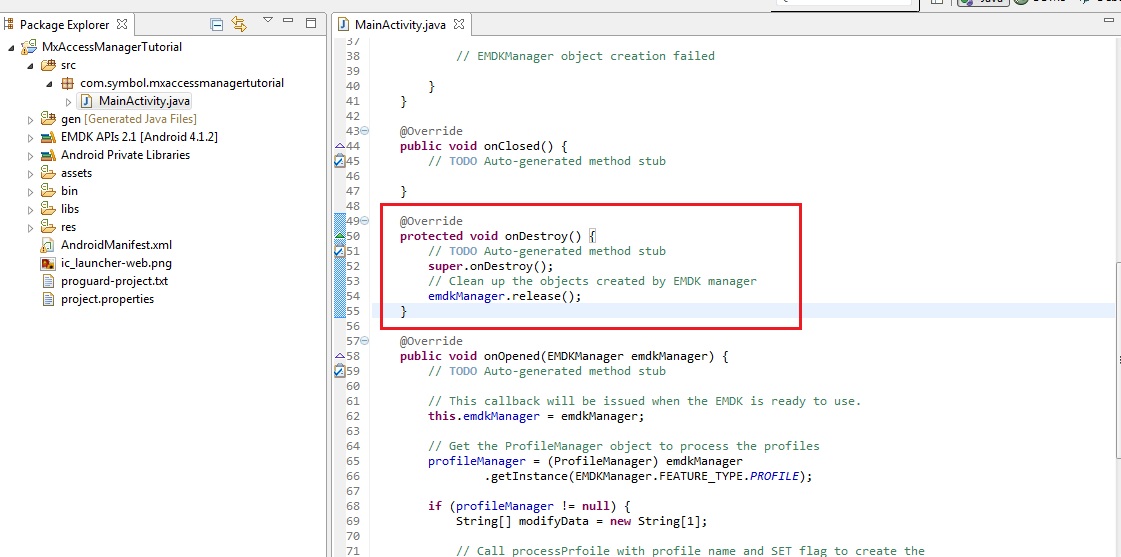 Package Explorer
MxAccessManagerTutorial
src
com.symbol.mxaccessmanagertutorial
MainActivity.java
gen [Generated Java Files]
EMDK APIs 2.1 [Android 4.1.2]
Android Private Libraries
assets
bin
libs
res
AndroidManifest.xml
ic_launcher-web.png
proguard-project.txt
project.properties
Java
MainActivity.java
37
38 // EMDKManager object creation failed
39
40 }
41 }
42
43 @Override
44 public void onClosed() {
45 // TODO Auto-generated method stub
46
47 }
48
49 @Override
50 protected void onDestroy() {
51 // TODO Auto-generated method stub
52 super.onDestroy();
53 // Clean up the objects created by EMDK manager
54 emdkManager.release();
55 }
56
57 @Override
58 public void onOpened(EMDKManager emdkManager) {
59 // TODO Auto-generated method stub
60
61 // This callback will be issued when the EMDK is ready to use.
62 this.emdkManager = emdkManager;
63
64 // Get the ProfileManager object to process the profiles
65 profileManager = (ProfileManager) emdkManager
66 .getInstance(EMDKManager.FEATURE_TYPE.PROFILE);
67
68 if (profileManager != null) {
69 String[] modifyData = new String[1];
70
71 // Call processPrfoile with profile name and SET flag to create the